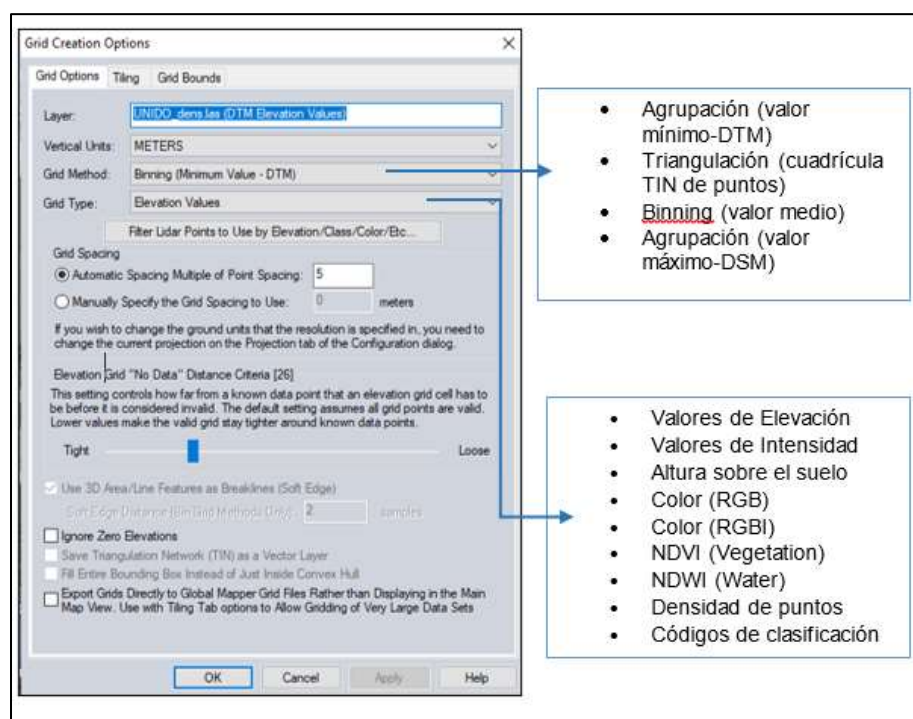 Grid Creation Options
Grid Options Tiling Grid Bounds
Layer: UNIDO_dens.las (DTM Elevation Values)
Vertical Units: METERS
Grid Method: Binning (Minimum Value - DTM)
Grid Type: Elevation Values
Filter Lidar Points to Use by Elevation/Class/Color/Etc...
Grid Spacing
Automatic Spacing Multiple of Point Spacing: 5
Manually Specify the Grid Spacing to Use: 0 meters
If you wish to change the ground units that the resolution is specified in, you need to
change the current projection on the Projection tab of the Configuration dialog.
Elevation Grid "No Data" Distance Criteria [26]
This setting controls how far from a known data point that an elevation grid cell has to
be before it is considered invalid. The default setting assumes all grid points are valid.
Lower values make the valid grid stay tighter around known data points.
Tight Loose
Use 3D Area/Line Features as Breaklines (Soft Edge)
Soft Edge Distance (Bin Grid Methods Only): 2 samples
Ignore Zero Elevations
Save Triangulation Network (TIN) as a Vector Layer
Fill Entire Bounding Box Instead of Just Inside Convex Hull
Export Grids Directly to Global Mapper Grid Files Rather than Displaying in the Main
Map View. Use with Tiling Tab options to Allow Gridding of Very Large Data Sets
OK Cancel Apply Help
• Agrupación (valor
mínimo-DTM)
• Triangulación (cuadrícula
TIN de puntos)
• Binning (valor medio)
• Agrupación (valor
máximo-DSM)
• Valores de Elevación
• Valores de Intensidad
• Altura sobre el suelo
• Color (RGB)
• Color (RGBI)
• NDVI (Vegetation)
• NDWI (Water)
• Densidad de puntos
• Códigos de clasificación